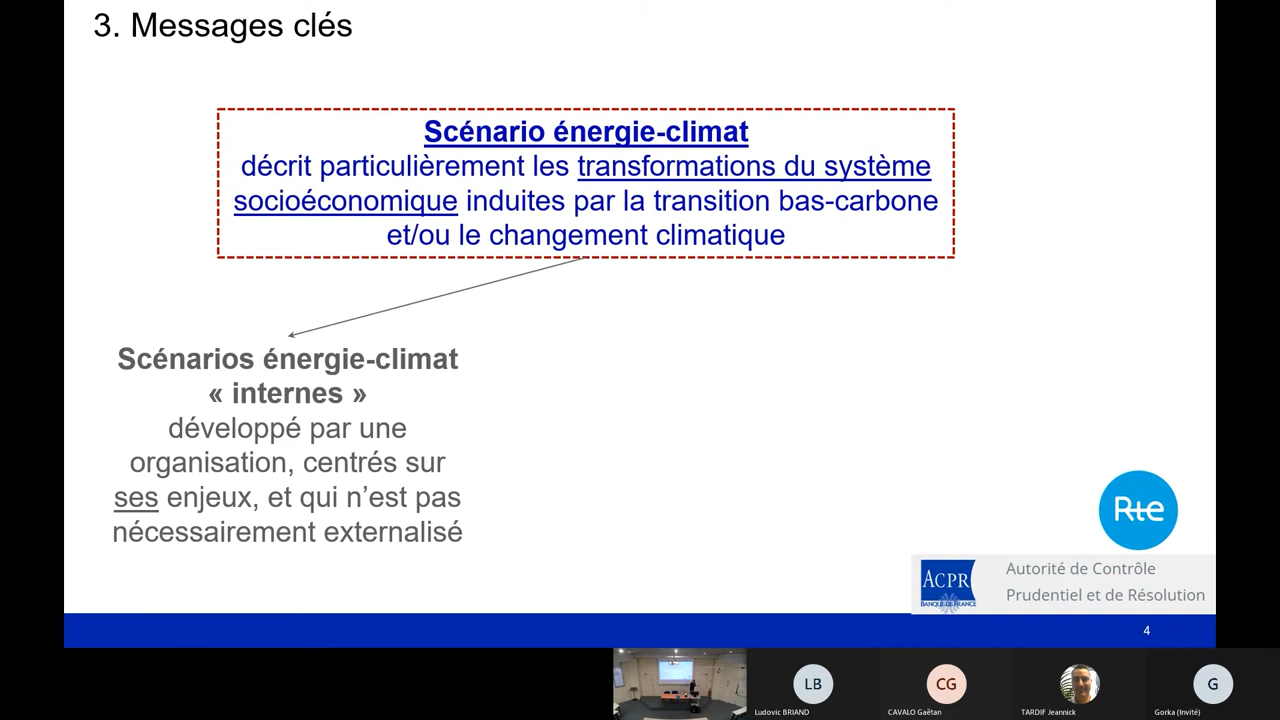 3. Messages clés
Scénario énergie-climat
décrit particulièrement les transformations du système
socioéconomique induites par la transition bas-carbone
et/ou le changement climatique
Scénarios énergie-climat
« internes »
développé par une
organisation, centrés sur
ses enjeux, et qui n’est pas
nécessairement externalisé
Rte
ACPR
BANQUE DE FRANCE
Autorité de Contrôle
Prudentiel et de Résolution
4
LB
CG
G
Ludovic BRIAND
CAVALO Gaëtan
TARDIF Jeannick
Gorka (Invité)